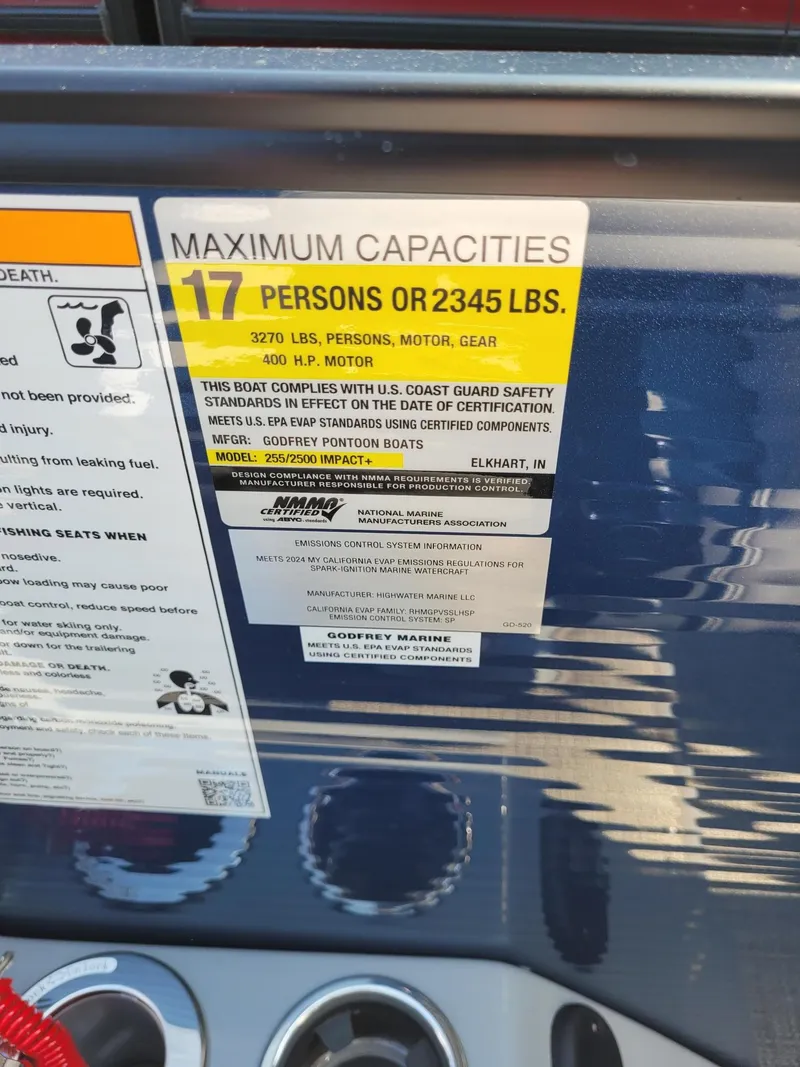 DEATH.
not been provided.
d injury.
ulting from leaking fuel.
on lights are required.
vertical.
FISHING SEATS WHEN
nosedive.
ow loading may cause poor
boat control, reduce speed before
for water skiing only.
and/or equipment damage.
or down for the trailering
DAMAGE OR DEATH.
less and colorless
MANUALS
MAXIMUM CAPACITIES
17 PERSONS OR 2345 LBS.
3270 LBS, PERSONS, MOTOR, GEAR
400 H.P. MOTOR
THIS BOAT COMPLIES WITH U.S. COAST GUARD SAFETY
STANDARDS IN EFFECT ON THE DATE OF CERTIFICATION.
MEETS U.S. EPA EVAP STANDARDS USING CERTIFIED COMPONENTS.
MFGR: GODFREY PONTOON BOATS
MODEL: 255/2500 IMPACT+ ELKHART, IN
DESIGN COMPLIANCE WITH NMMA REQUIREMENTS IS VERIFIED.
MANUFACTURER RESPONSIBLE FOR PRODUCTION CONTROL.
NMMA®
CERTIFIED
using ABYC standards
NATIONAL MARINE
MANUFACTURERS ASSOCIATION
EMISSIONS CONTROL SYSTEM INFORMATION
MEETS 2024 MY CALIFORNIA EVAP EMISSIONS REGULATIONS FOR
SPARK-IGNITION MARINE WATERCRAFT
MANUFACTURER: HIGHWATER MARINE LLC
CALIFORNIA EVAP FAMILY: RHMGPVSSLHSP
EMISSION CONTROL SYSTEM: SP
GD-520
GODFREY MARINE
MEETS U.S. EPA EVAP STANDARDS
USING CERTIFIED COMPONENTS